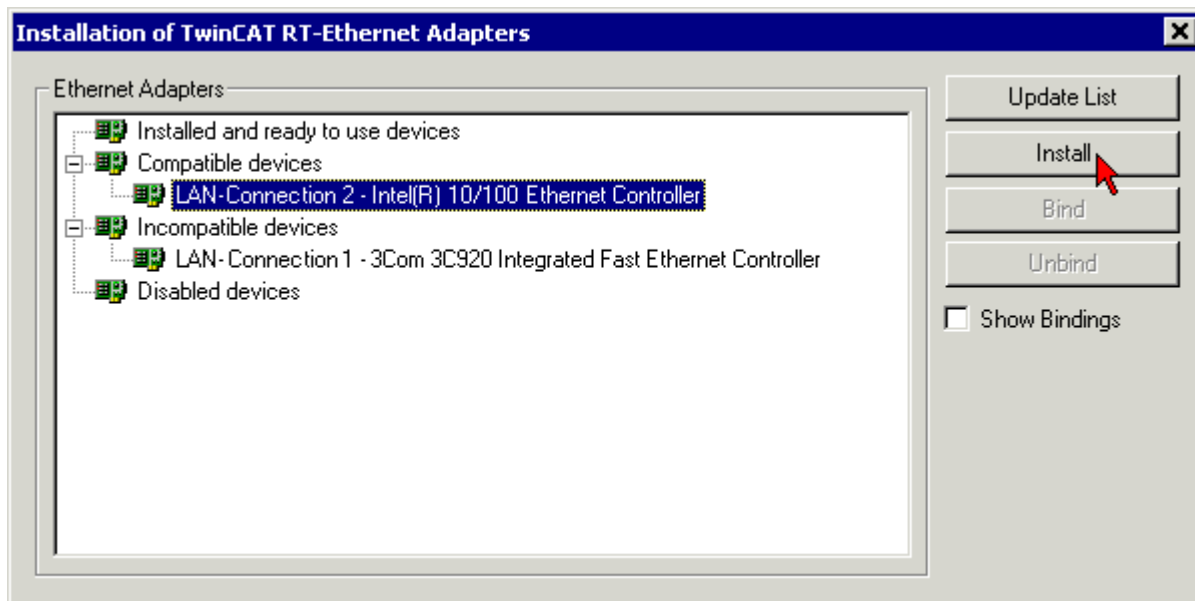 Installation of TwinCAT RT-Ethernet Adapters
Ethernet Adapters
Installed and ready to use devices
Compatible devices
LAN-Connection 2 - Intel(R) 10/100 Ethernet Controller
Incompatible devices
LAN-Connection 1 - 3Com 3C920 Integrated Fast Ethernet Controller
Disabled devices
Update List
Install
Bind
Unbind
Show Bindings